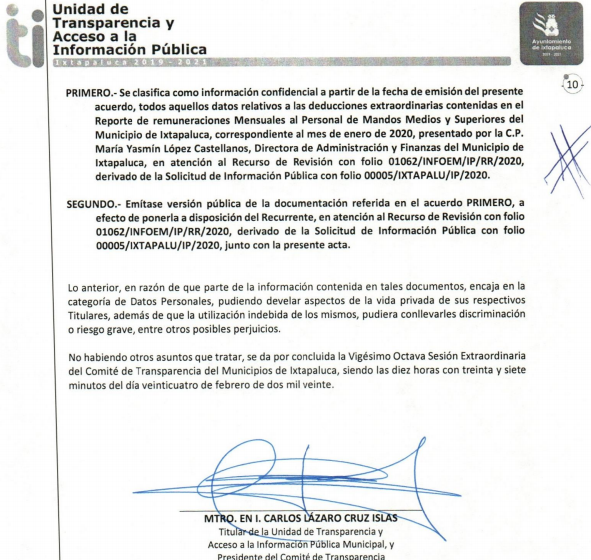 Unidad de
Transparencia y
Acceso a la
Información Pública
Ixtapaluca 2019 - 2021
ti
Ayuntamiento
de Ixtapaluca
2019 - 2021
10
PRIMERO.- Se clasifica como información confidencial a partir de la fecha de emisión del presente
acuerdo, todos aquellos datos relativos a las deducciones extraordinarias contenidas en el
Reporte de remuneraciones Mensuales al Personal de Mandos Medios y Superiores del
Municipio de Ixtapaluca, correspondiente al mes de enero de 2020, presentado por la C.P.
María Yasmín López Castellanos, Directora de Administración y Finanzas del Municipio de
Ixtapaluca, en atención al Recurso de Revisión con folio 01062/INFOEM/IP/RR/2020,
derivado de la Solicitud de Información Pública con folio 00005/IXTAPALU/IP/2020.
SEGUNDO.- Emítase versión pública de la documentación referida en el acuerdo PRIMERO, a
efecto de ponerla a disposición del Recurrente, en atención al Recurso de Revisión con folio
01062/INFOEM/IP/RR/2020, derivado de la Solicitud de Información Pública con folio
00005/IXTAPALU/IP/2020, junto con la presente acta.
Lo anterior, en razón de que parte de la información contenida en tales documentos, encaja en la
categoría de Datos Personales, pudiendo develar aspectos de la vida privada de sus respectivos
Titulares, además de que la utilización indebida de los mismos, pudiera conllevarles discriminación
o riesgo grave, entre otros posibles perjuicios.
No habiendo otros asuntos que tratar, se da por concluida la Vigésimo Octava Sesión Extraordinaria
del Comité de Transparencia del Municipios de Ixtapaluca, siendo las diez horas con treinta y siete
minutos del día veinticuatro de febrero de dos mil veinte.
MTRO. EN I. CARLOS LÁZARO CRUZ ISLAS
Titular de la Unidad de Transparencia y
Acceso a la Información Pública Municipal, y
Presidente del Comité de Transparencia